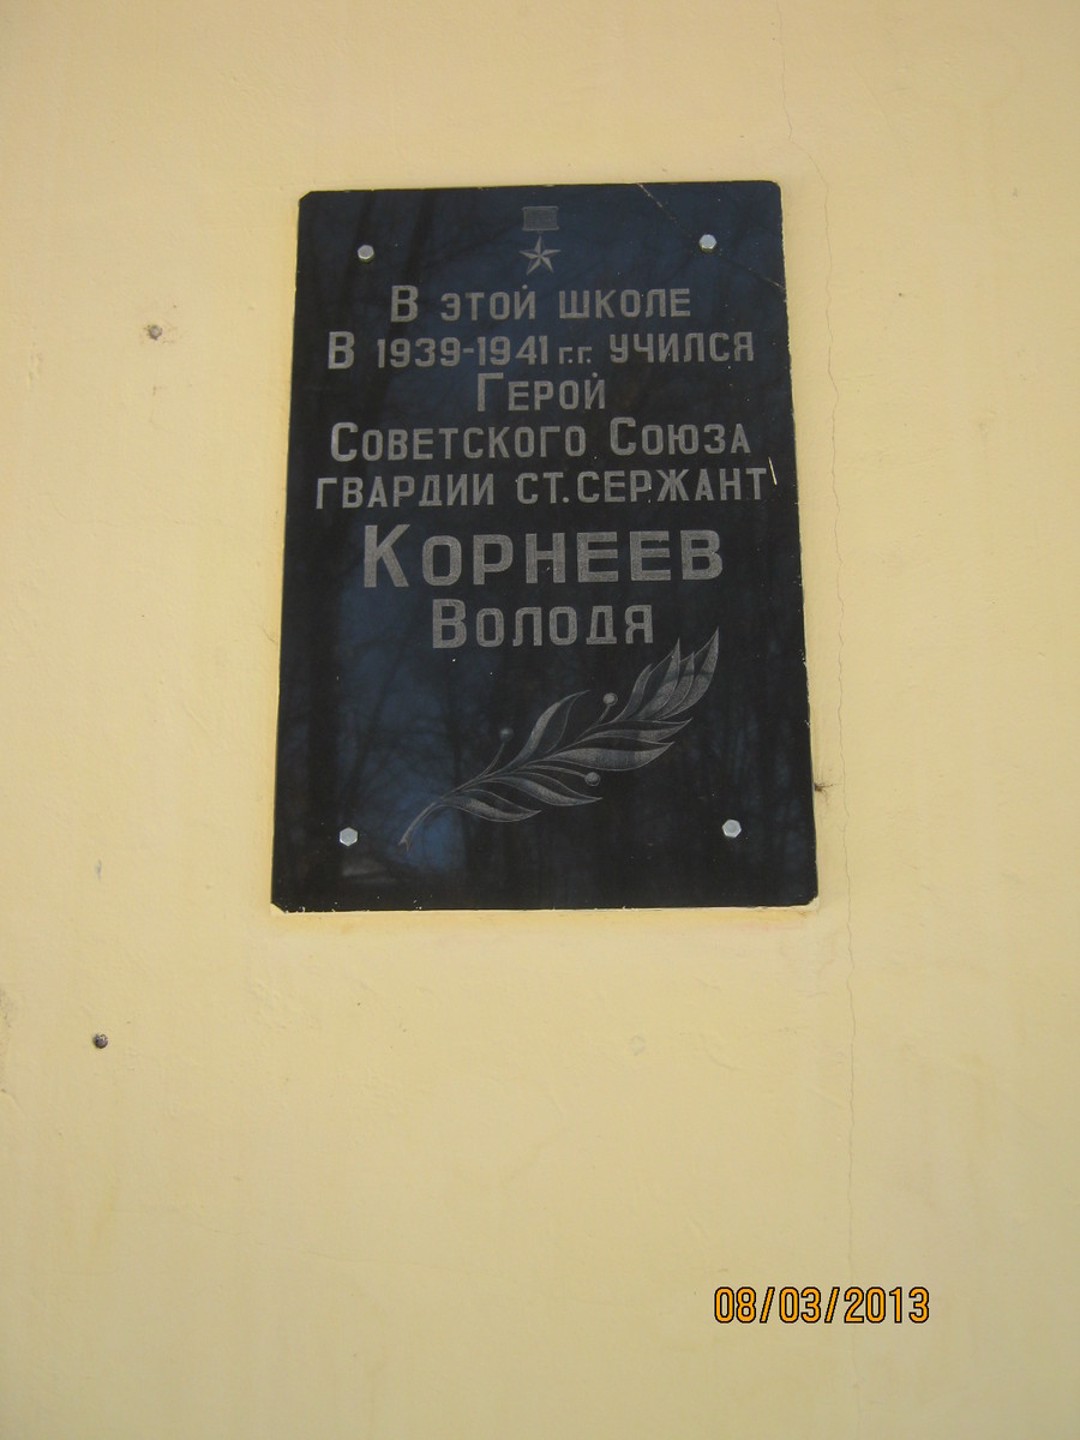 В ЭТОЙ ШКОЛЕ
В 1939-1941 г.г. УЧИЛСЯ
ГЕРОЙ
СОВЕТСКОГО СОЮЗА
ГВАРДИИ СТ. СЕРЖАНТ
КОРНЕЕВ
ВОЛОДЯ
08/03/2013